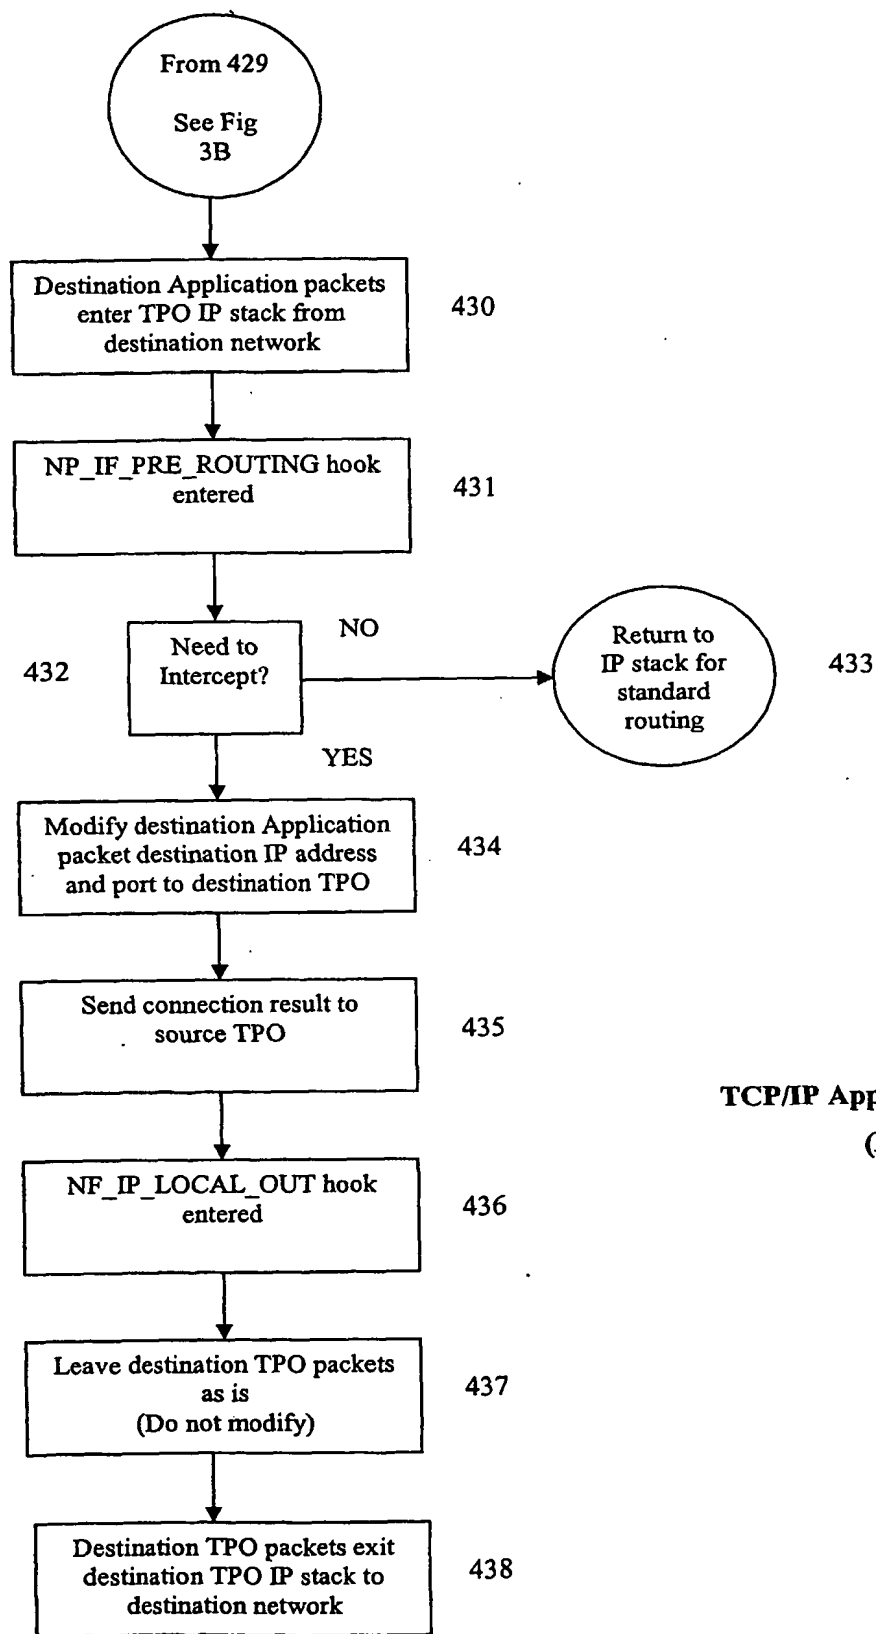 From 429
See Fig
3B
Destination Application packets
enter TPO IP stack from
destination network
430
NP_IF_PRE_ROUTING hook
entered
431
432
Need to
Intercept?
NO
Return to
IP stack for
standard
routing
433
YES
Modify destination Application
packet destination IP address
and port to destination TPO
434
Send connection result to
source TPO
435
TCP/IP App
(
NF_IP_LOCAL_OUT hook
entered
436
Leave destination TPO packets
as is
(Do not modify)
437
Destination TPO packets exit
destination TPO IP stack to
destination network
438